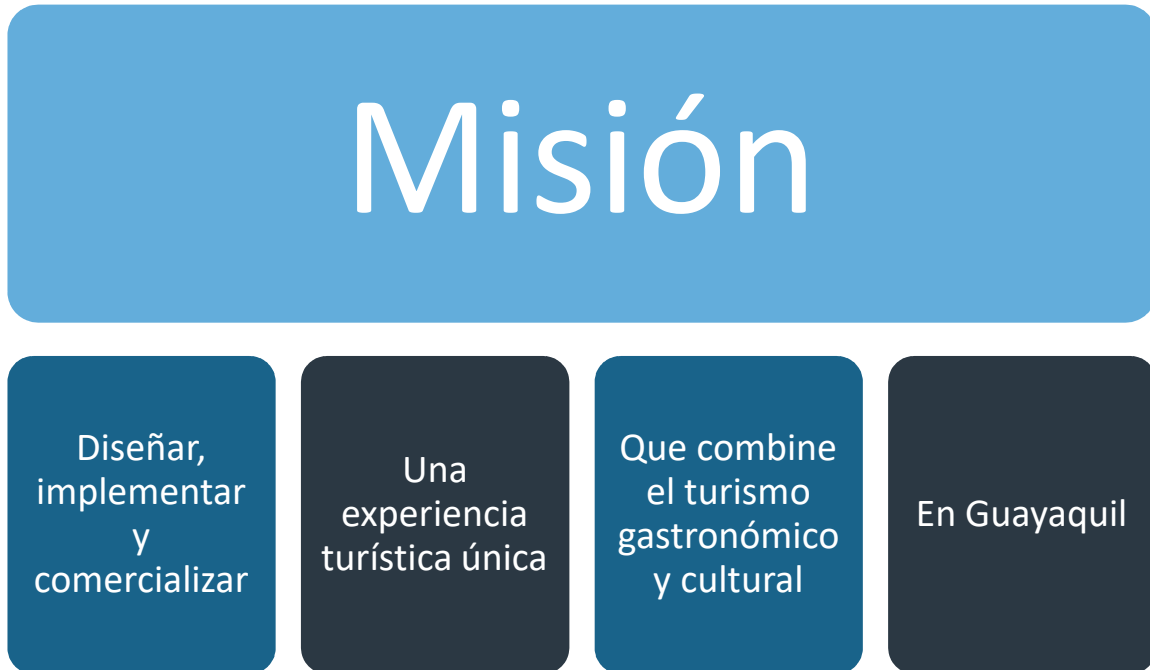 Misión
Diseñar,
implementar
y
comercializar
Una
experiencia
turística única
Que combine
el turismo
gastronómico
y cultural
En Guayaquil